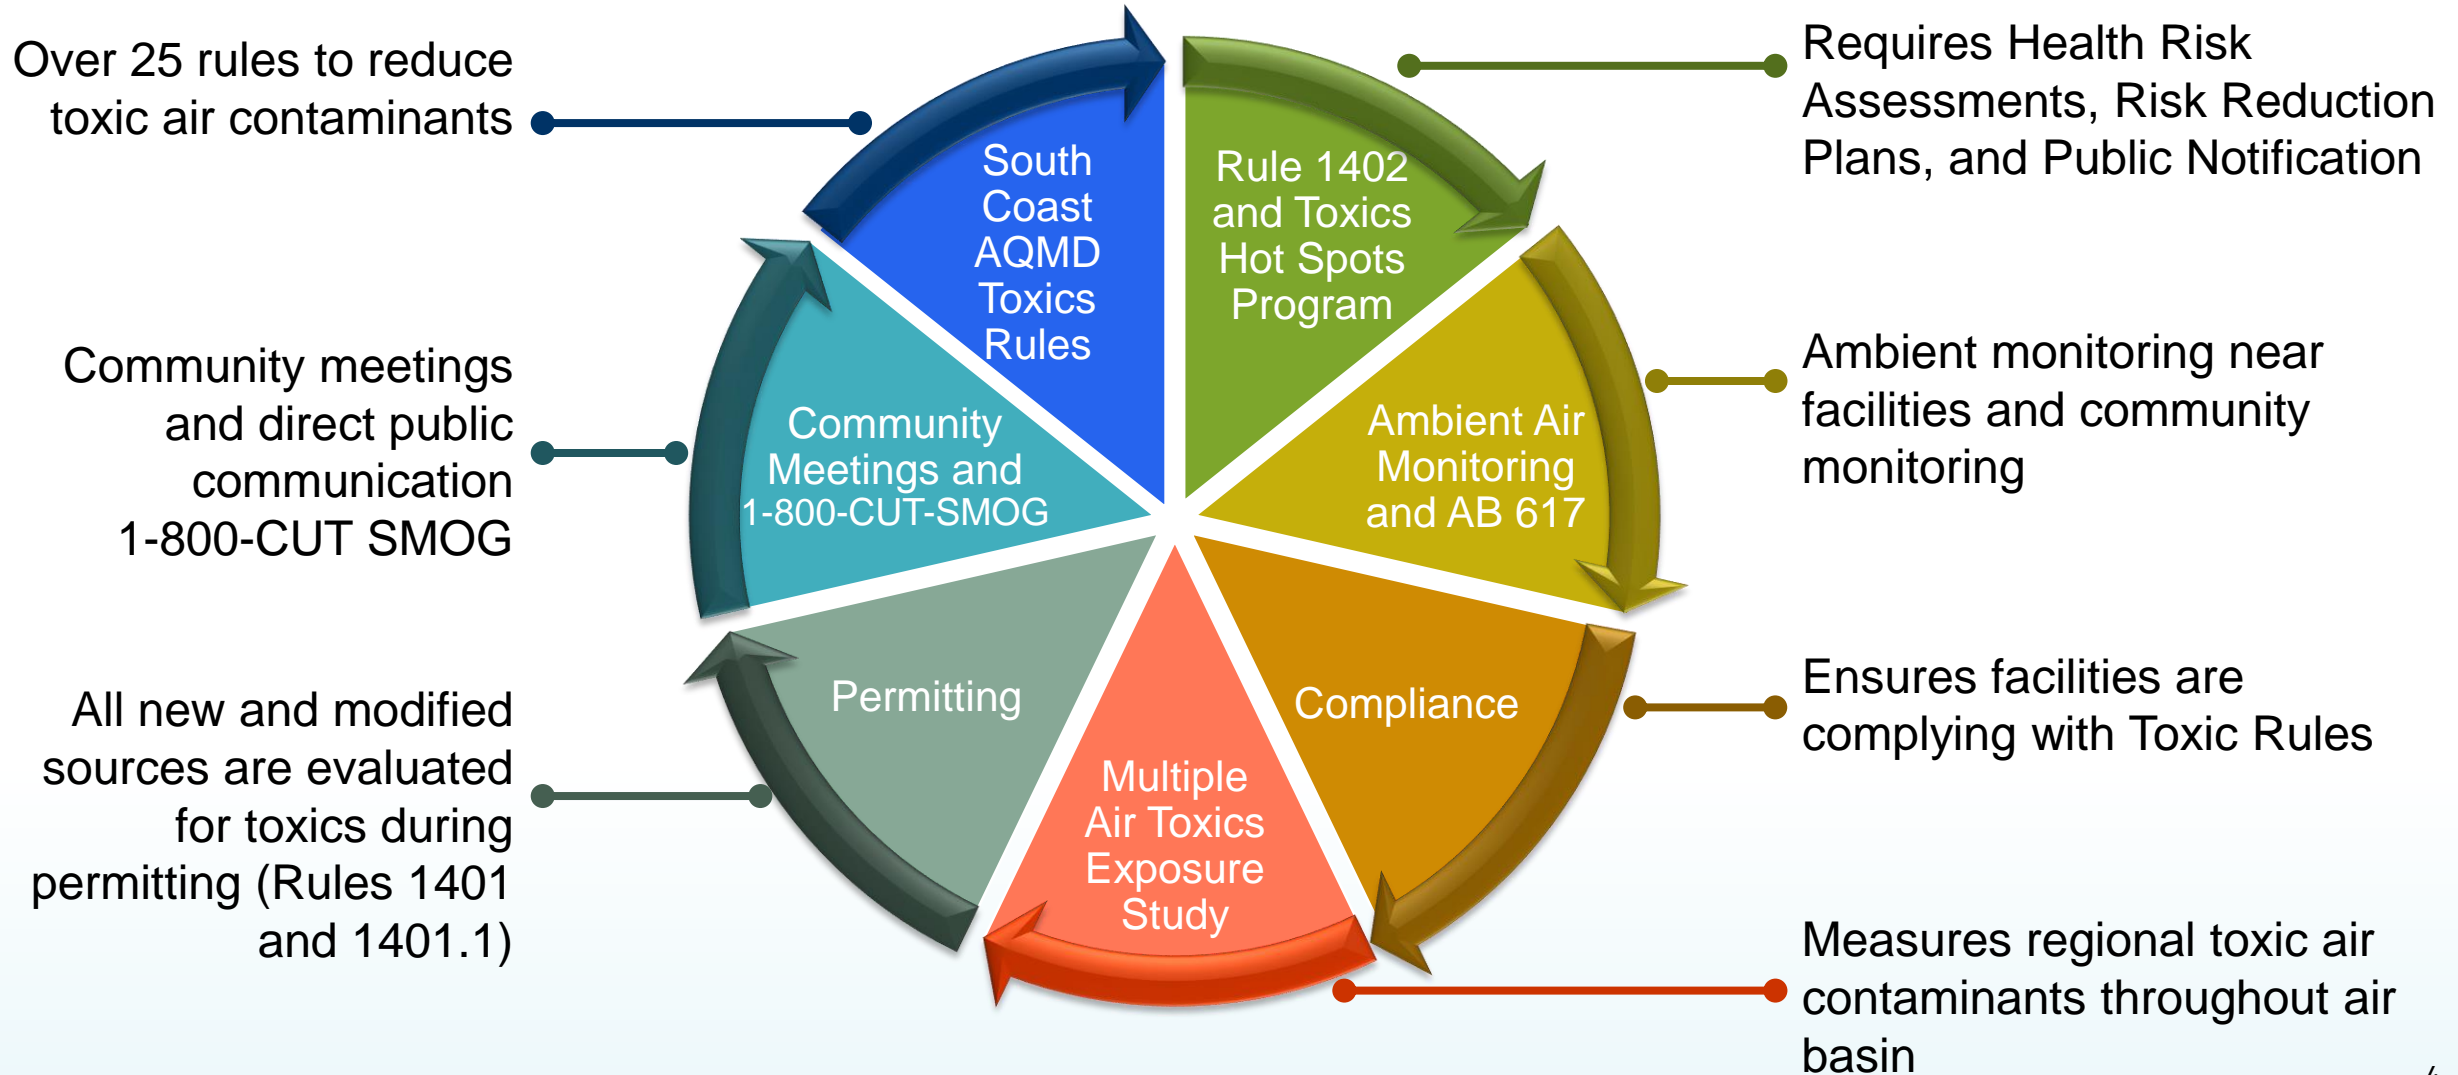 Over 25 rules to reduce
toxic air contaminants
South
Coast
AQMD
Toxics
Rules
Rule 1402
and Toxics
Hot Spots
Program
Requires Health Risk
Assessments, Risk Reduction
Plans, and Public Notification
Community meetings
and direct public
communication
1-800-CUT SMOG
Community
Meetings and
1-800-CUT-SMOG
Ambient Air
Monitoring
and AB 617
Ambient monitoring near
facilities and community
monitoring
All new and modified
sources are evaluated
for toxics during
permitting (Rules 1401
and 1401.1)
Permitting
Multiple
Air Toxics
Exposure
Study
Compliance
Ensures facilities are
complying with Toxic Rules
Measures regional toxic air
contaminants throughout air
basin